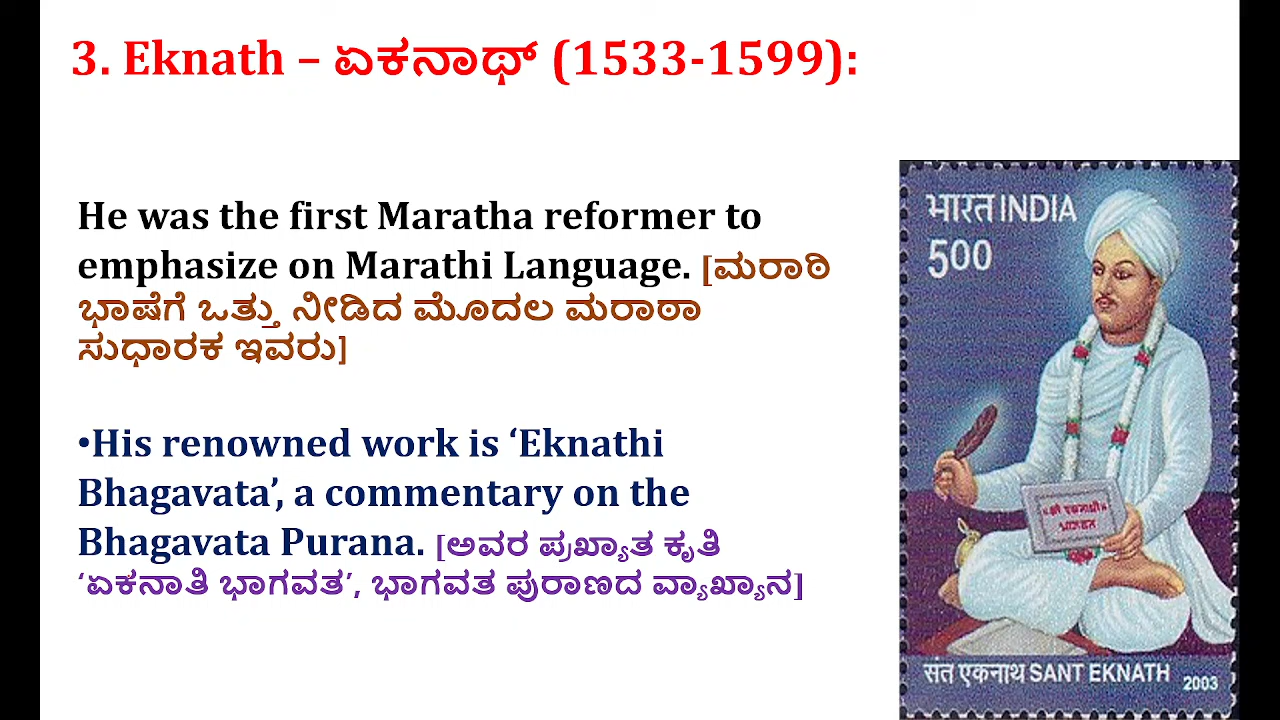 3. Eknath – ಏಕನಾಥ್ (1533-1599):
He was the first Maratha reformer to
emphasize on Marathi Language. [ಮರಾಠಿ
ಭಾಷೆಗೆ ಒತ್ತು ನೀಡಿದ ಮೊದಲ ಮರಾಠಾ
ಸುಧಾರಕ ಇವರು]
•His renowned work is ‘Eknathi
Bhagavata’, a commentary on the
Bhagavata Purana. [ಅವರ ಪ್ರಖ್ಯಾತ ಕೃತಿ
‘ಏಕನಾತಿ ಭಾಗವತ’, ಭಾಗವತ ಪುರಾಣದ ವ್ಯಾಖ್ಯಾನ]
भारत INDIA
500
॥श्री एकनाथी॥
भागवत
संत एकनाथ SANT EKNATH
2003